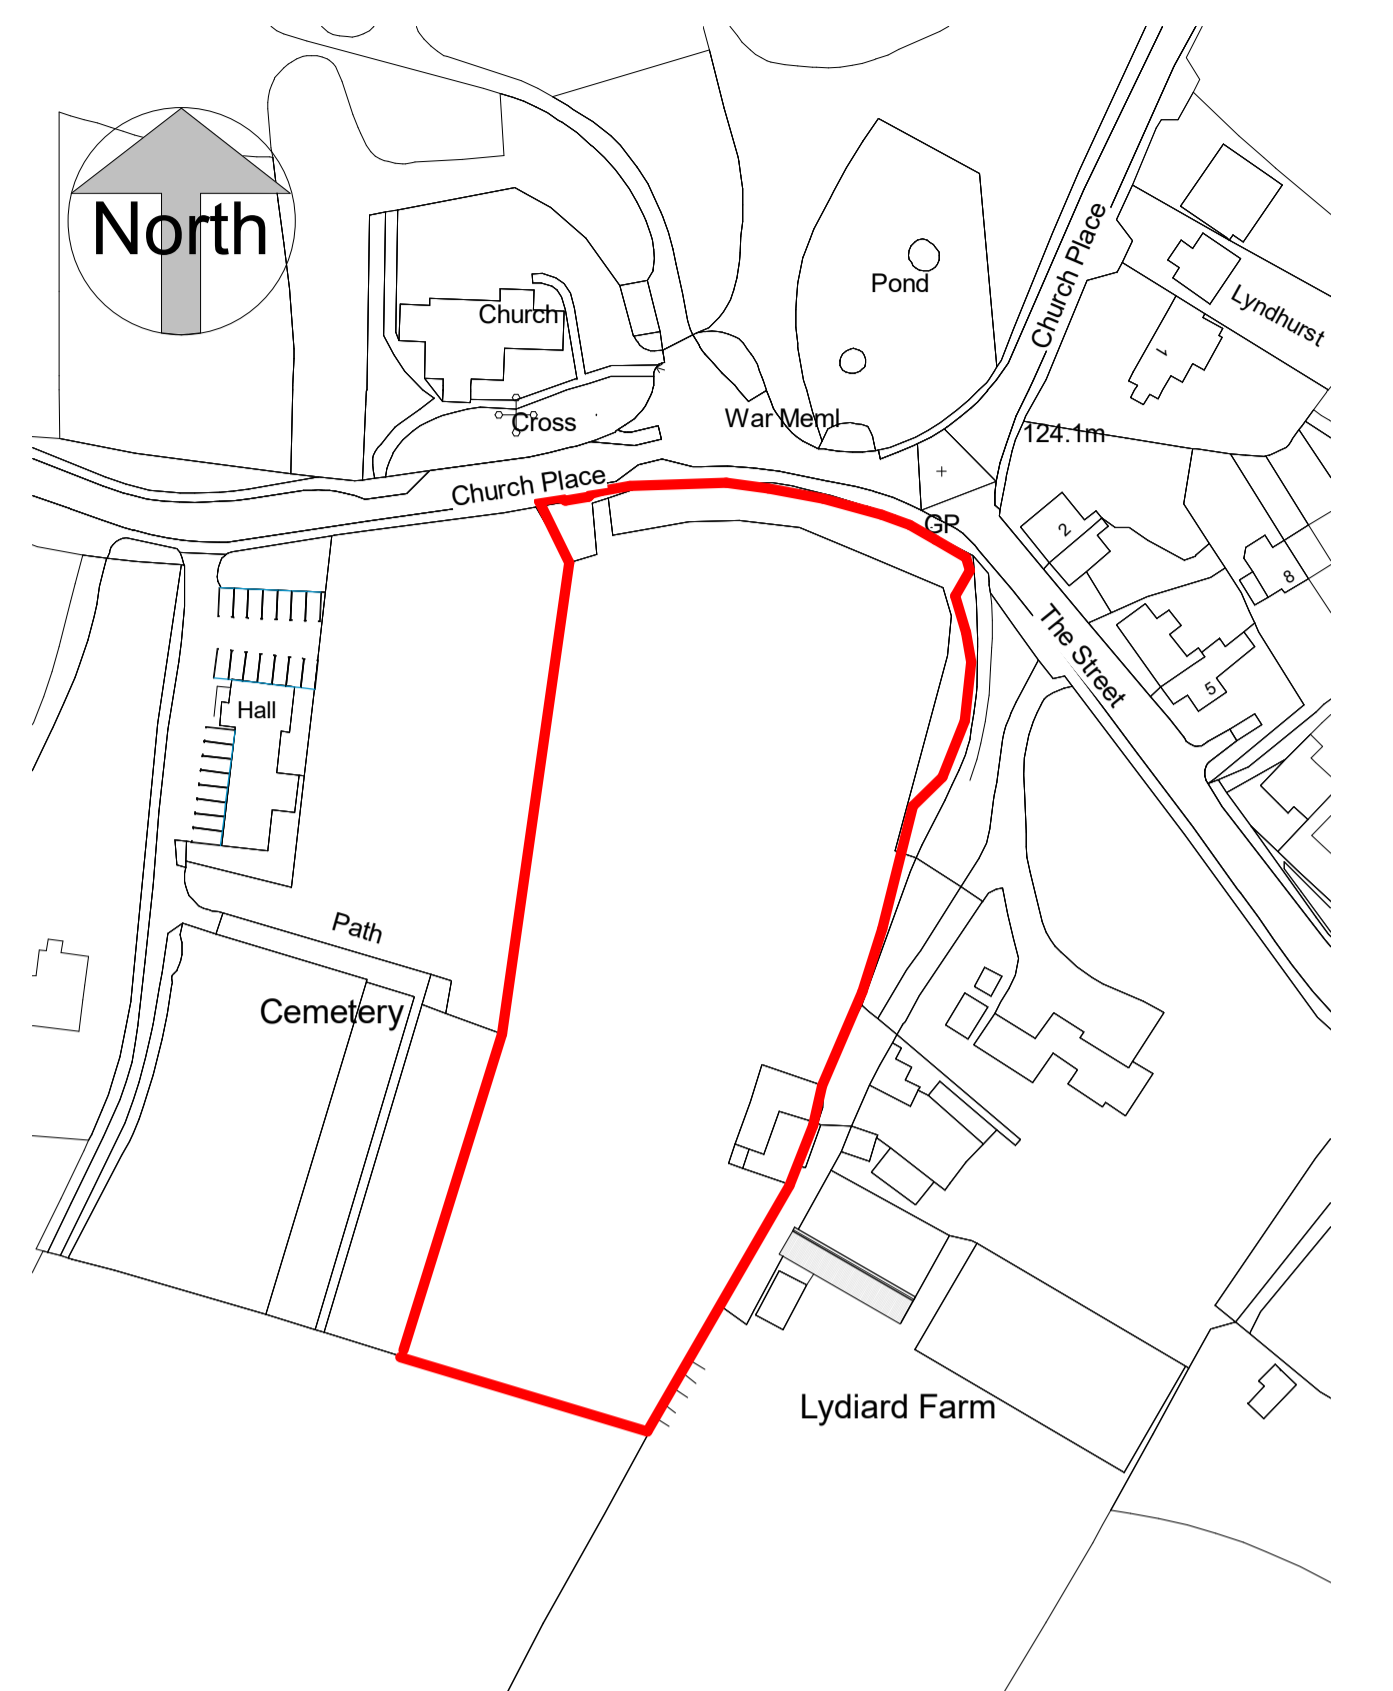 North
Church Place
Pond
Lyndhurst
Church
1
Cross
War Meml
124.1m
Church Place
GP
2
8
The Street
5
Hall
Path
Cemetery
Lydiard Farm